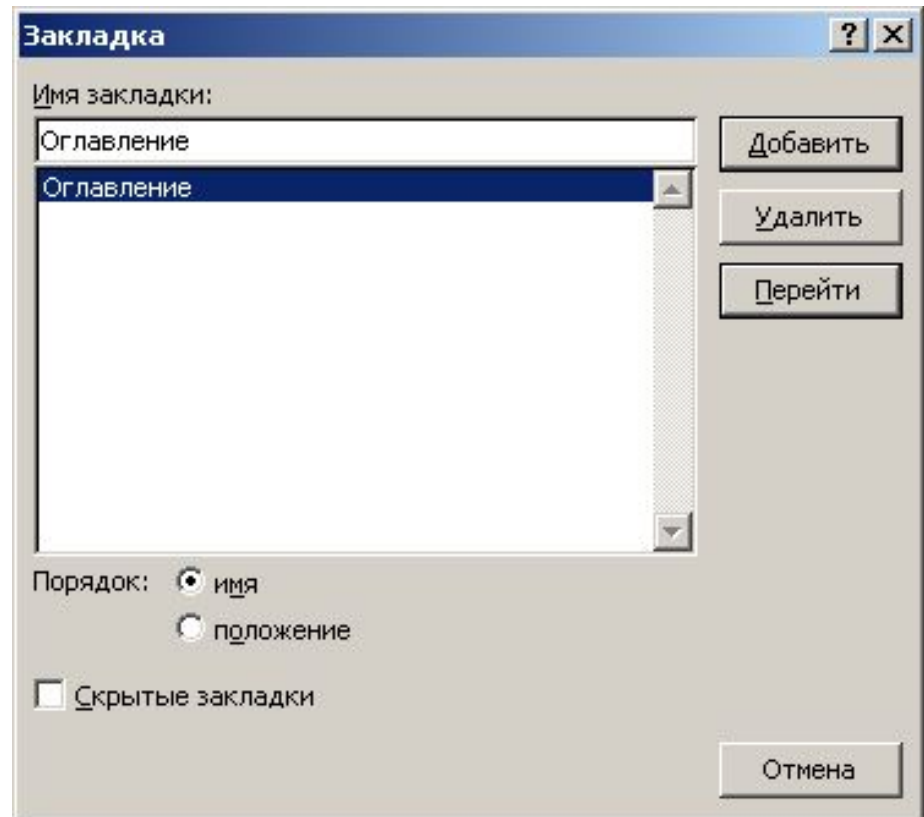 Закладка
Имя закладки:
Оглавление
Добавить
Оглавление
Удалить
Перейти
Порядок: имя
положение
Скрытые закладки
Отмена